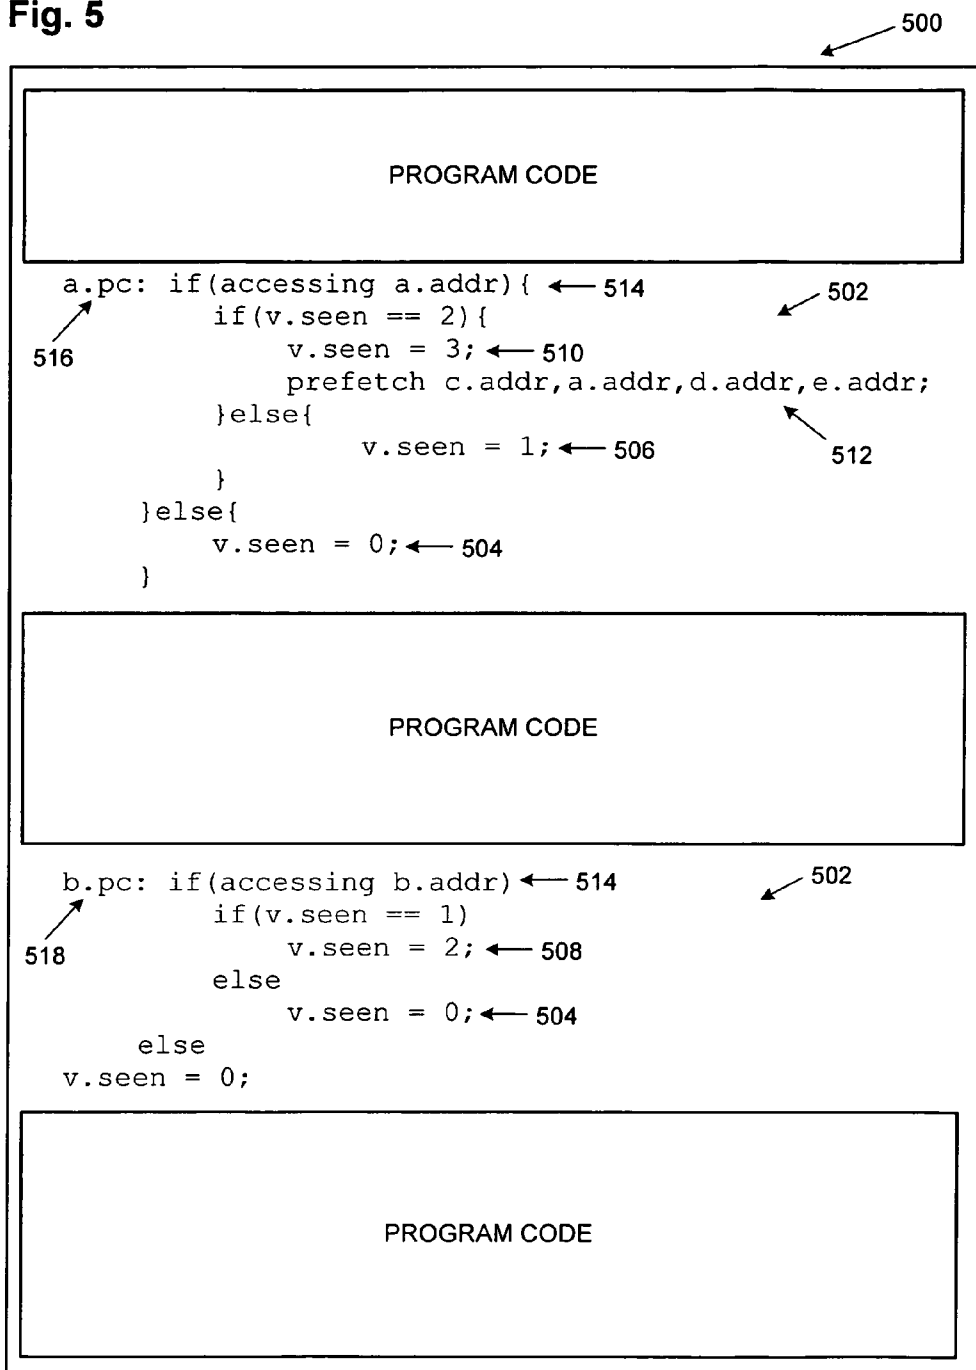 Fig. 5
500
PROGRAM CODE
a.pc: if(accessing a.addr){ 514
502
if(v.seen == 2){
516
v.seen = 3; 510
prefetch c.addr,a.addr,d.addr,e.addr;
}else{
512
v.seen = 1; 506
}
}else{
v.seen = 0; 504
}
PROGRAM CODE
b.pc: if(accessing b.addr) 514
502
if(v.seen == 1)
518
v.seen = 2; 508
else
v.seen = 0; 504
else
v.seen = 0;
PROGRAM CODE